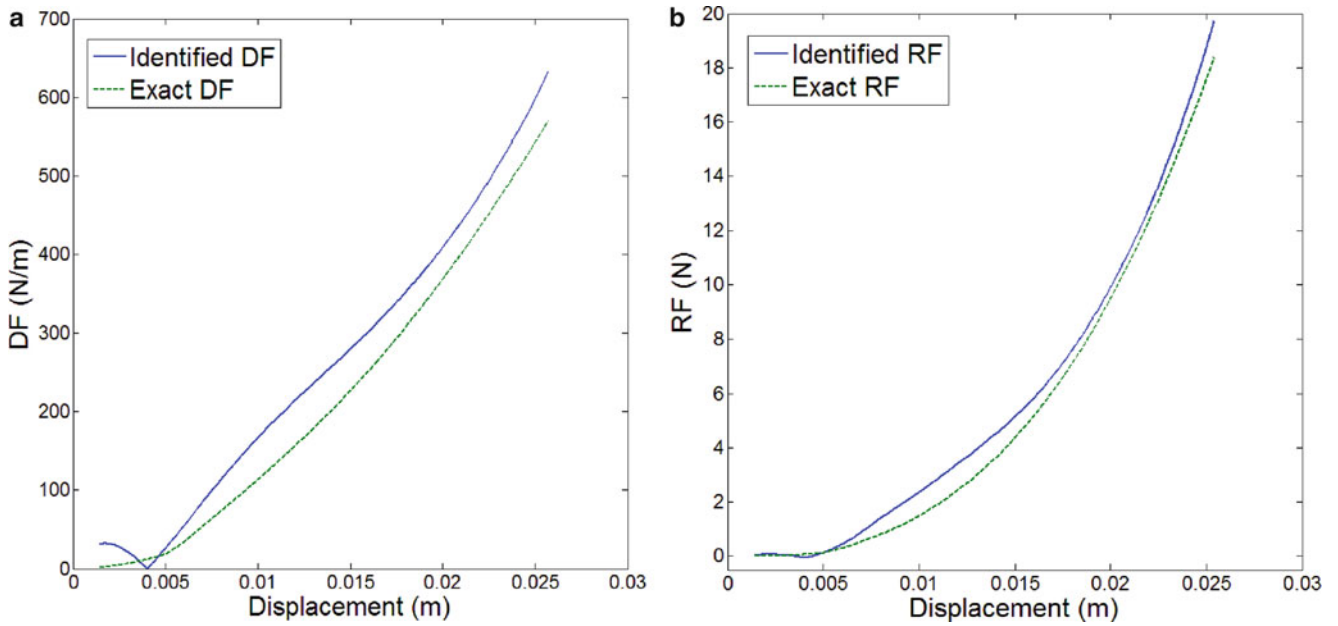 a
700
600
500
400
300
200
100
0
DF (N/m)
Identified DF
Exact DF
0 0.005 0.01 0.015 0.02 0.025 0.03
Displacement (m)
b
20
18
16
14
12
10
8
6
4
2
0
RF (N)
Identified RF
Exact RF
0 0.005 0.01 0.015 0.02 0.025 0.03
Displacement (m)